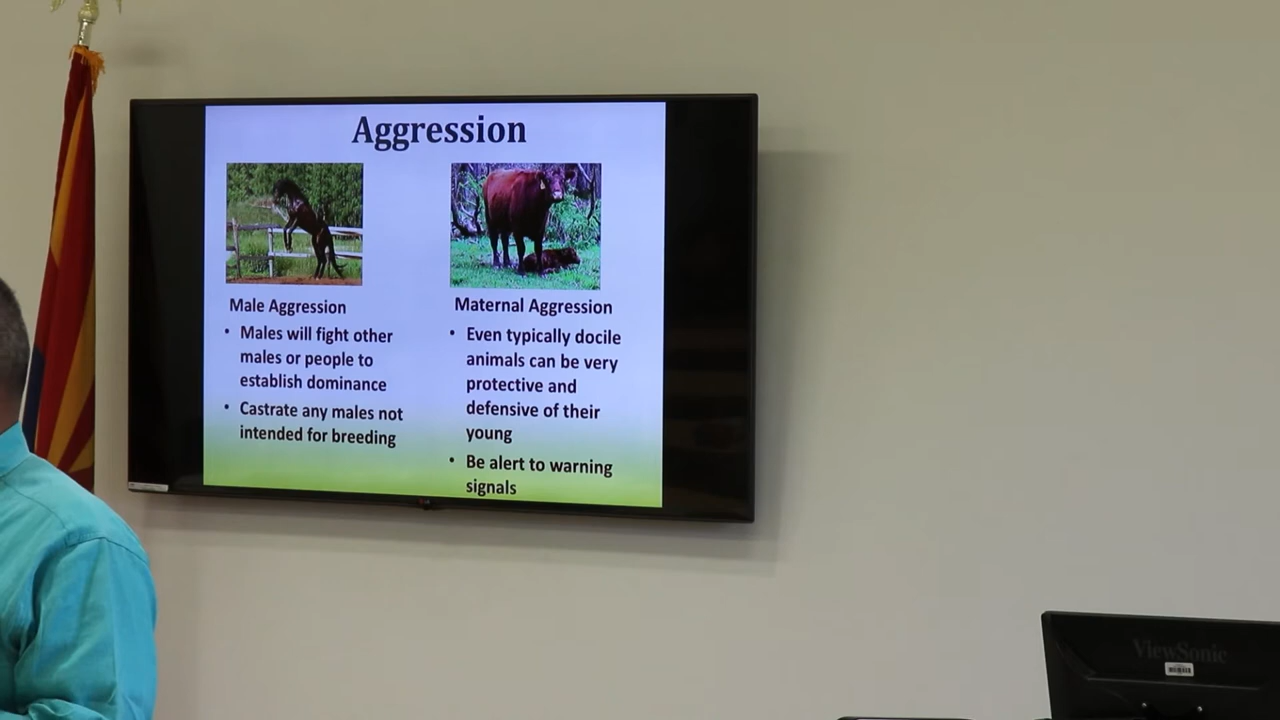 Aggression
Male Aggression
• Males will fight other
males or people to
establish dominance
• Castrate any males not
intended for breeding
Maternal Aggression
• Even typically docile
animals can be very
protective and
defensive of their
young
• Be alert to warning
signals
ViewSonic